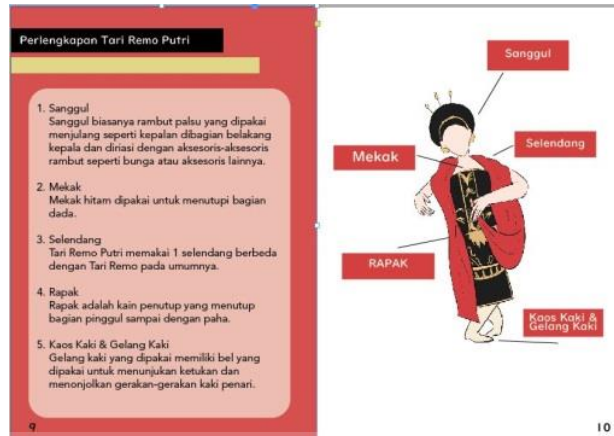 Perlengkapan Tari Remo Putri
1. Sanggul
Sanggul biasanya rambut palsu yang dipakai
menjulang seperti kepalan dibagian belakang
kepala dan diriasi dengan aksesoris-aksesoris
rambut seperti bunga atau aksesoris lainnya.
2. Mekak
Mekak hitam dipakai untuk menutupi bagian
dada.
3. Selendang
Tari Remo Putri memakai 1 selendang berbeda
dengan Tari Remo pada umumnya.
4. Rapak
Rapak adalah kain penutup yang menutup
bagian pinggul sampai dengan paha.
5. Kaos Kaki & Gelang Kaki
Gelang kaki yang dipakai memiliki bel yang
dipakai untuk menunjukan ketukan dan
menonjolkan gerakan-gerakan kaki penari.
9
Sanggul
Selendang
Mekak
RAPAK
Kaos Kaki &
Gelang Kaki
10